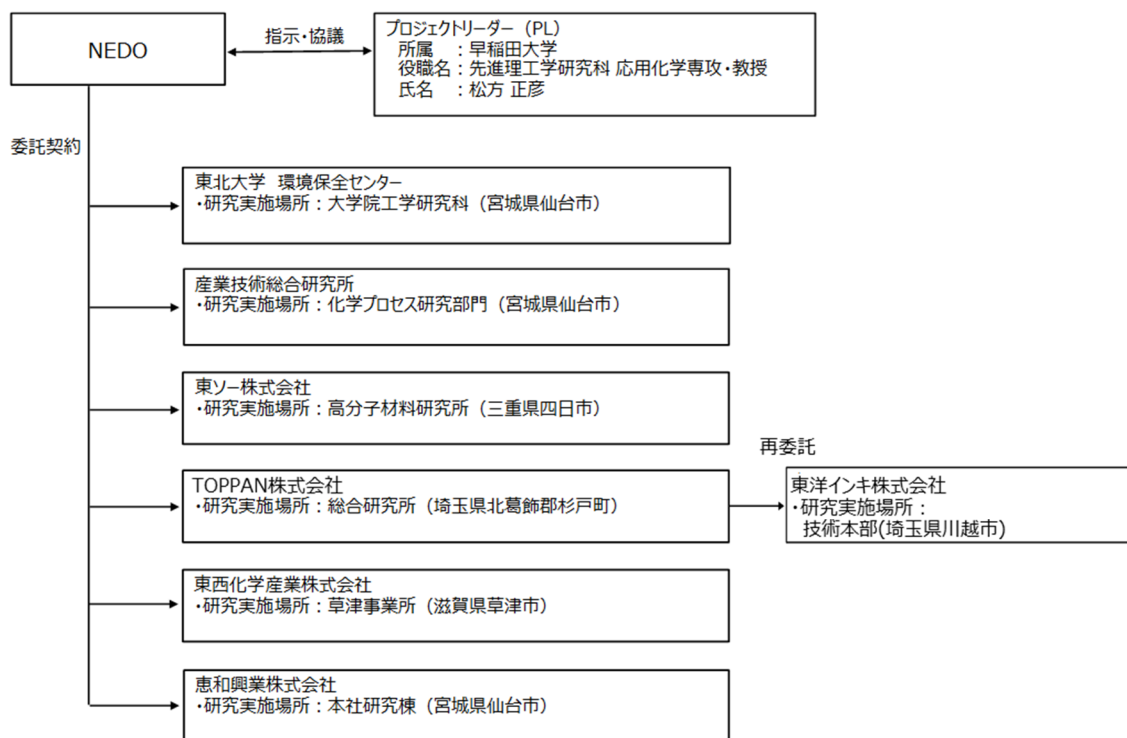 NEDO
指示・協議
プロジェクトリーダー（PL）
所属　：早稲田大学
役職名：先進理工学研究科 応用化学専攻・教授
氏名　：松方 正彦
委託契約
東北大学　環境保全センター
・研究実施場所：大学院工学研究科（宮城県仙台市）
産業技術総合研究所
・研究実施場所：化学プロセス研究部門（宮城県仙台市）
東ソー株式会社
・研究実施場所：高分子材料研究所（三重県四日市）
再委託
TOPPAN株式会社
・研究実施場所：総合研究所（埼玉県北葛飾郡杉戸町）
東洋インキ株式会社
・研究実施場所：
技術本部(埼玉県川越市)
東西化学産業株式会社
・研究実施場所：草津事業所（滋賀県草津市）
恵和興業株式会社
・研究実施場所：本社研究棟（宮城県仙台市）